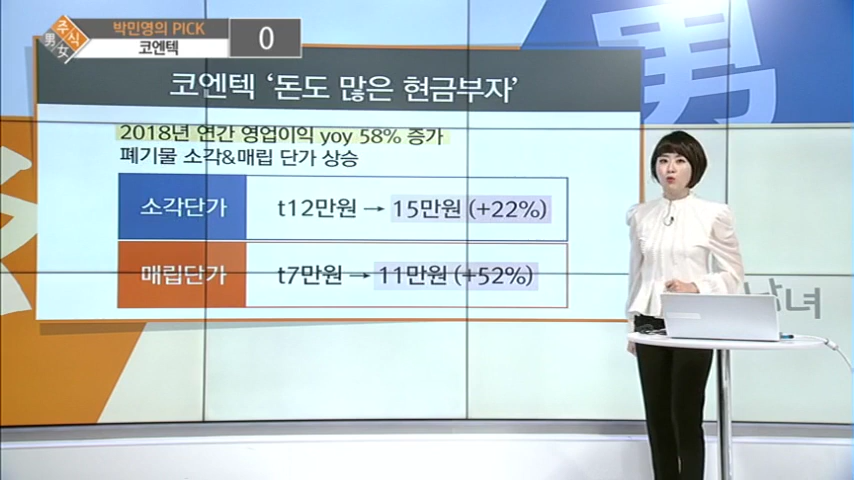 주식
男女
박민영의 PICK
코엔텍
0
男
코엔텍 ‘돈도 많은 현금부자’
2018년 연간 영업이익 yoy 58% 증가
폐기물 소각&매립 단가 상승
소각단가 t12만원 → 15만원 (+22%)
매립단가 t7만원 → 11만원 (+52%)
남녀